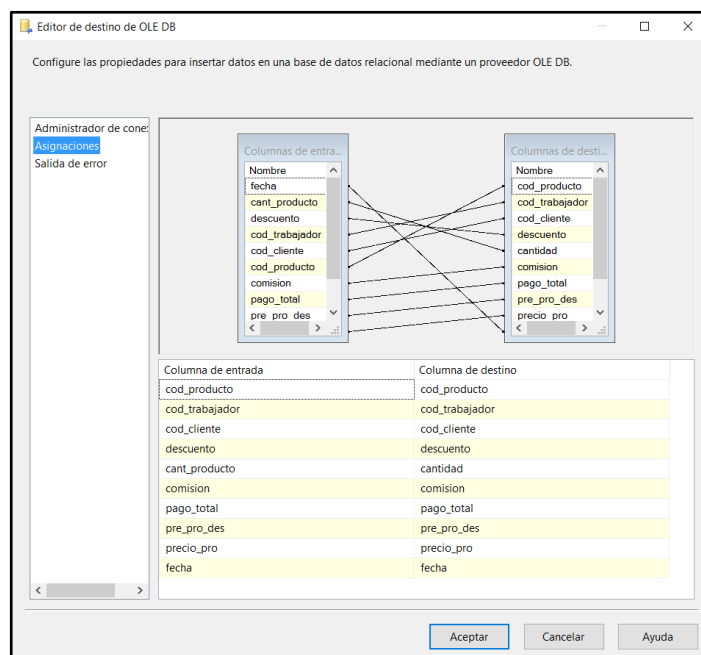 Editor de destino de OLE DB
Configure las propiedades para insertar datos en una base de datos relacional mediante un proveedor OLE DB.
Administrador de cone:
Asignaciones
Salida de error
Columnas de entra...
Nombre
fecha
cant_producto
descuento
cod_trabajador
cod_cliente
cod_producto
comision
pago_total
pre_pro_des
Columnas de desti...
Nombre
cod_producto
cod_trabajador
cod_cliente
descuento
cantidad
comision
pago_total
pre_pro_des
precio_pro
Columna de entrada Columna de destino
cod_producto cod_producto
cod_trabajador cod_trabajador
cod_cliente cod_cliente
descuento descuento
cant_producto cantidad
comision comision
pago_total pago_total
pre_pro_des pre_pro_des
precio_pro precio_pro
fecha fecha
Aceptar Cancelar Ayuda